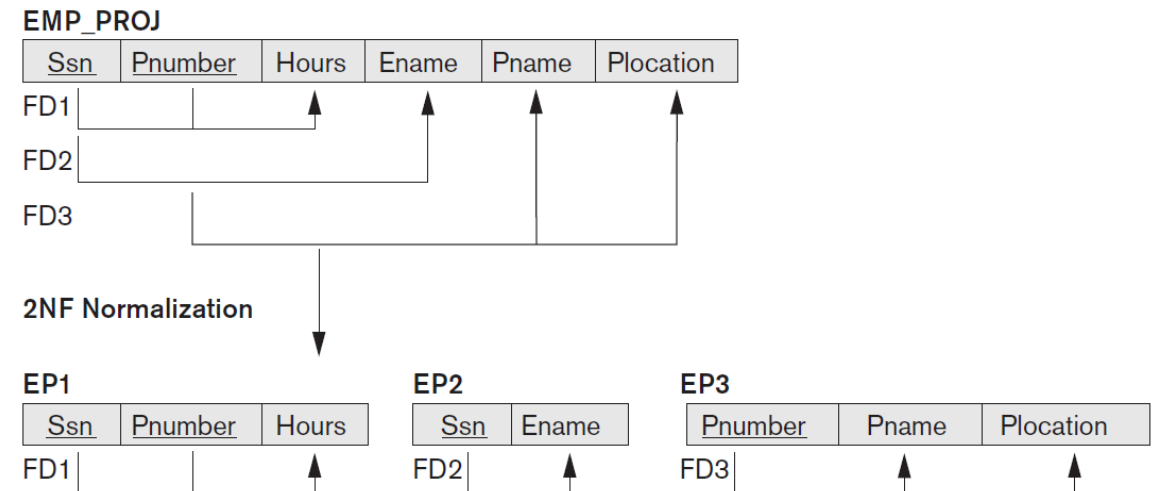 EMP_PROJ
Ssn Pnumber Hours Ename Pname Plocation
FD1
FD2
FD3
2NF Normalization
EP1 EP2 EP3
Ssn Pnumber Hours Ssn Ename Pnumber Pname Plocation
FD1 FD2 FD3